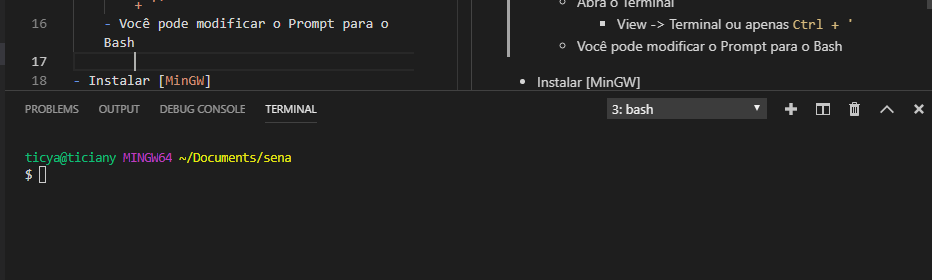 +
16 - Você pode modificar o Prompt para o
Bash
17
18 - Instalar [MinGW]
Abra o Terminal
View -> Terminal ou apenas Ctrl + '
Você pode modificar o Prompt para o Bash
Instalar [MinGW]
PROBLEMS OUTPUT DEBUG CONSOLE TERMINAL 3: bash
ticya@ticiany MINGW64 ~/Documents/sena
$